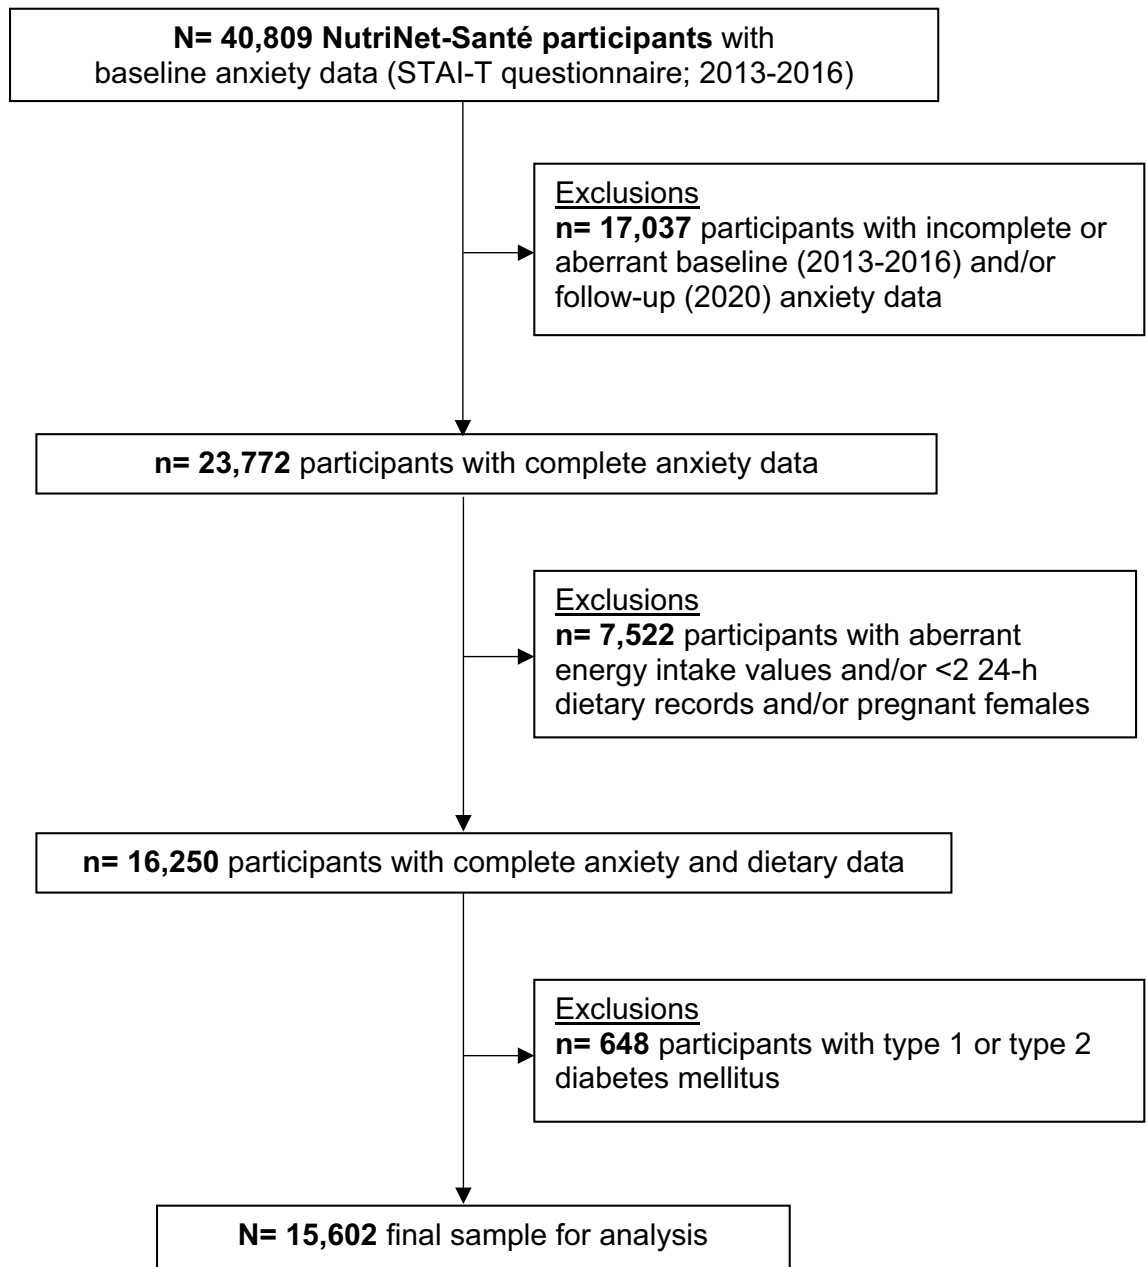 N= 40,809 NutriNet-Santé participants with
baseline anxiety data (STAI-T questionnaire; 2013-2016)
Exclusions
n= 17,037 participants with incomplete or
aberrant baseline (2013-2016) and/or
follow-up (2020) anxiety data
n= 23,772 participants with complete anxiety data
Exclusions
n= 7,522 participants with aberrant
energy intake values and/or <2 24-h
dietary records and/or pregnant females
n= 16,250 participants with complete anxiety and dietary data
Exclusions
n= 648 participants with type 1 or type 2
diabetes mellitus
N= 15,602 final sample for analysis